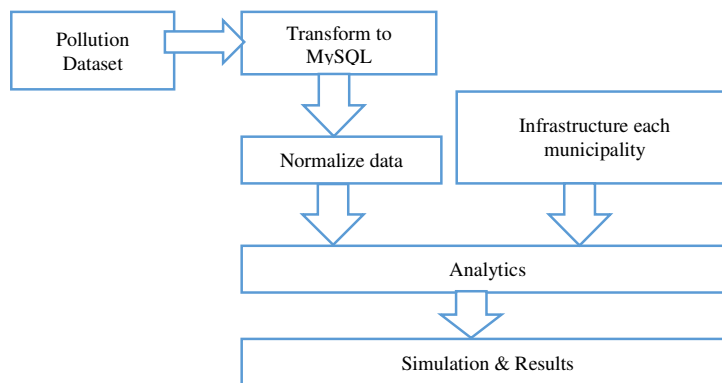 Pollution
Dataset
Transform to
MySQL
Infrastructure each
municipality
Normalize data
Analytics
Simulation & Results